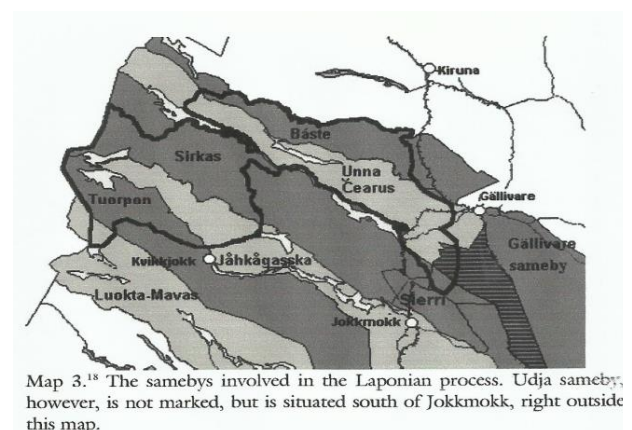 Kiruna
Báste
Sirkas
Unna
Čearus
Tuorpon
Gällivare
Gällivare
sameby
Kvikkjokk
Jåhkågasska
Luokta-Mavas
Sierri
Jokkmokk
Map 3.¹⁸ The samebys involved in the Laponian process. Udja sameby,
however, is not marked, but is situated south of Jokkmokk, right outside
this map.